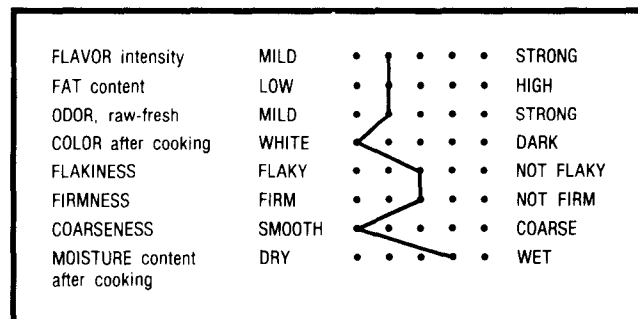 FLAVOR intensity MILD STRONG
FAT content LOW HIGH
ODOR, raw-fresh MILD STRONG
COLOR after cooking WHITE DARK
FLAKINESS FLAKY NOT FLAKY
FIRMNESS FIRM NOT FIRM
COARSENESS SMOOTH COARSE
MOISTURE content DRY WET
after cooking